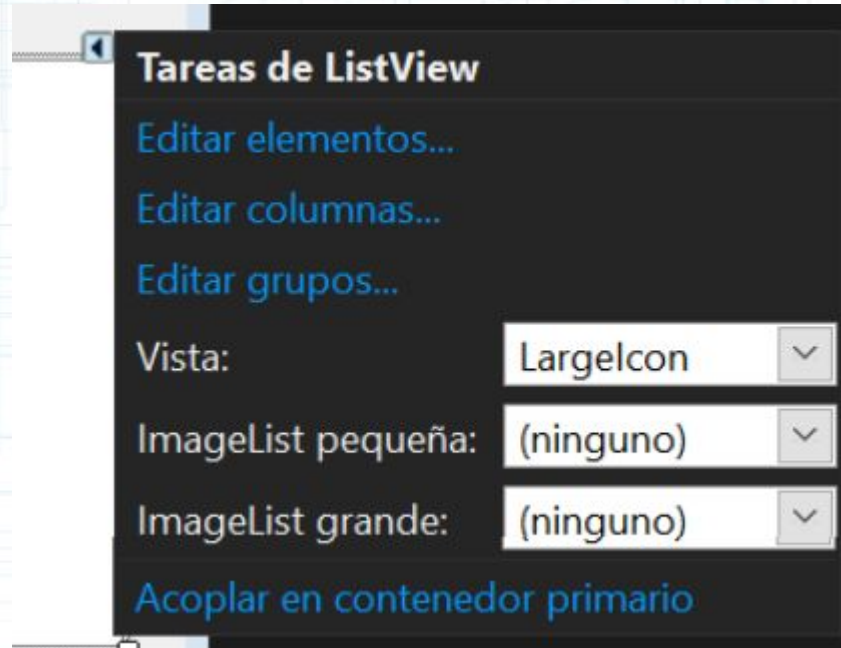 Tareas de ListView
Editar elementos...
Editar columnas...
Editar grupos...
Vista: LargeIcon
ImageList pequeña: (ninguno)
ImageList grande: (ninguno)
Acoplar en contenedor primario